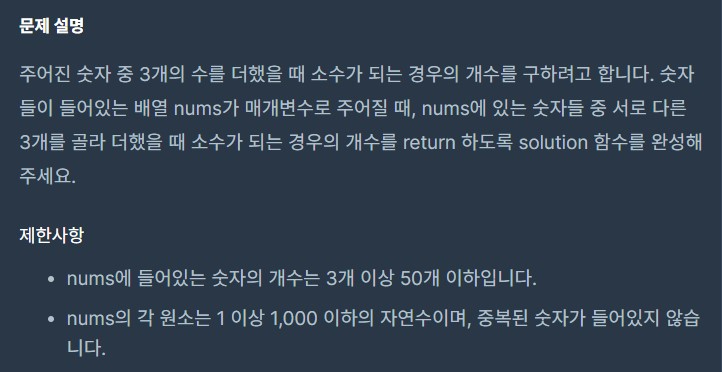 문제 설명
주어진 숫자 중 3개의 수를 더했을 때 소수가 되는 경우의 개수를 구하려고 합니다. 숫자
들이 들어있는 배열 nums가 매개변수로 주어질 때, nums에 있는 숫자들 중 서로 다른
3개를 골라 더했을 때 소수가 되는 경우의 개수를 return 하도록 solution 함수를 완성해
주세요.
제한사항
• nums에 들어있는 숫자의 개수는 3개 이상 50개 이하입니다.
• nums의 각 원소는 1 이상 1,000 이하의 자연수이며, 중복된 숫자가 들어있지 않습
니다.